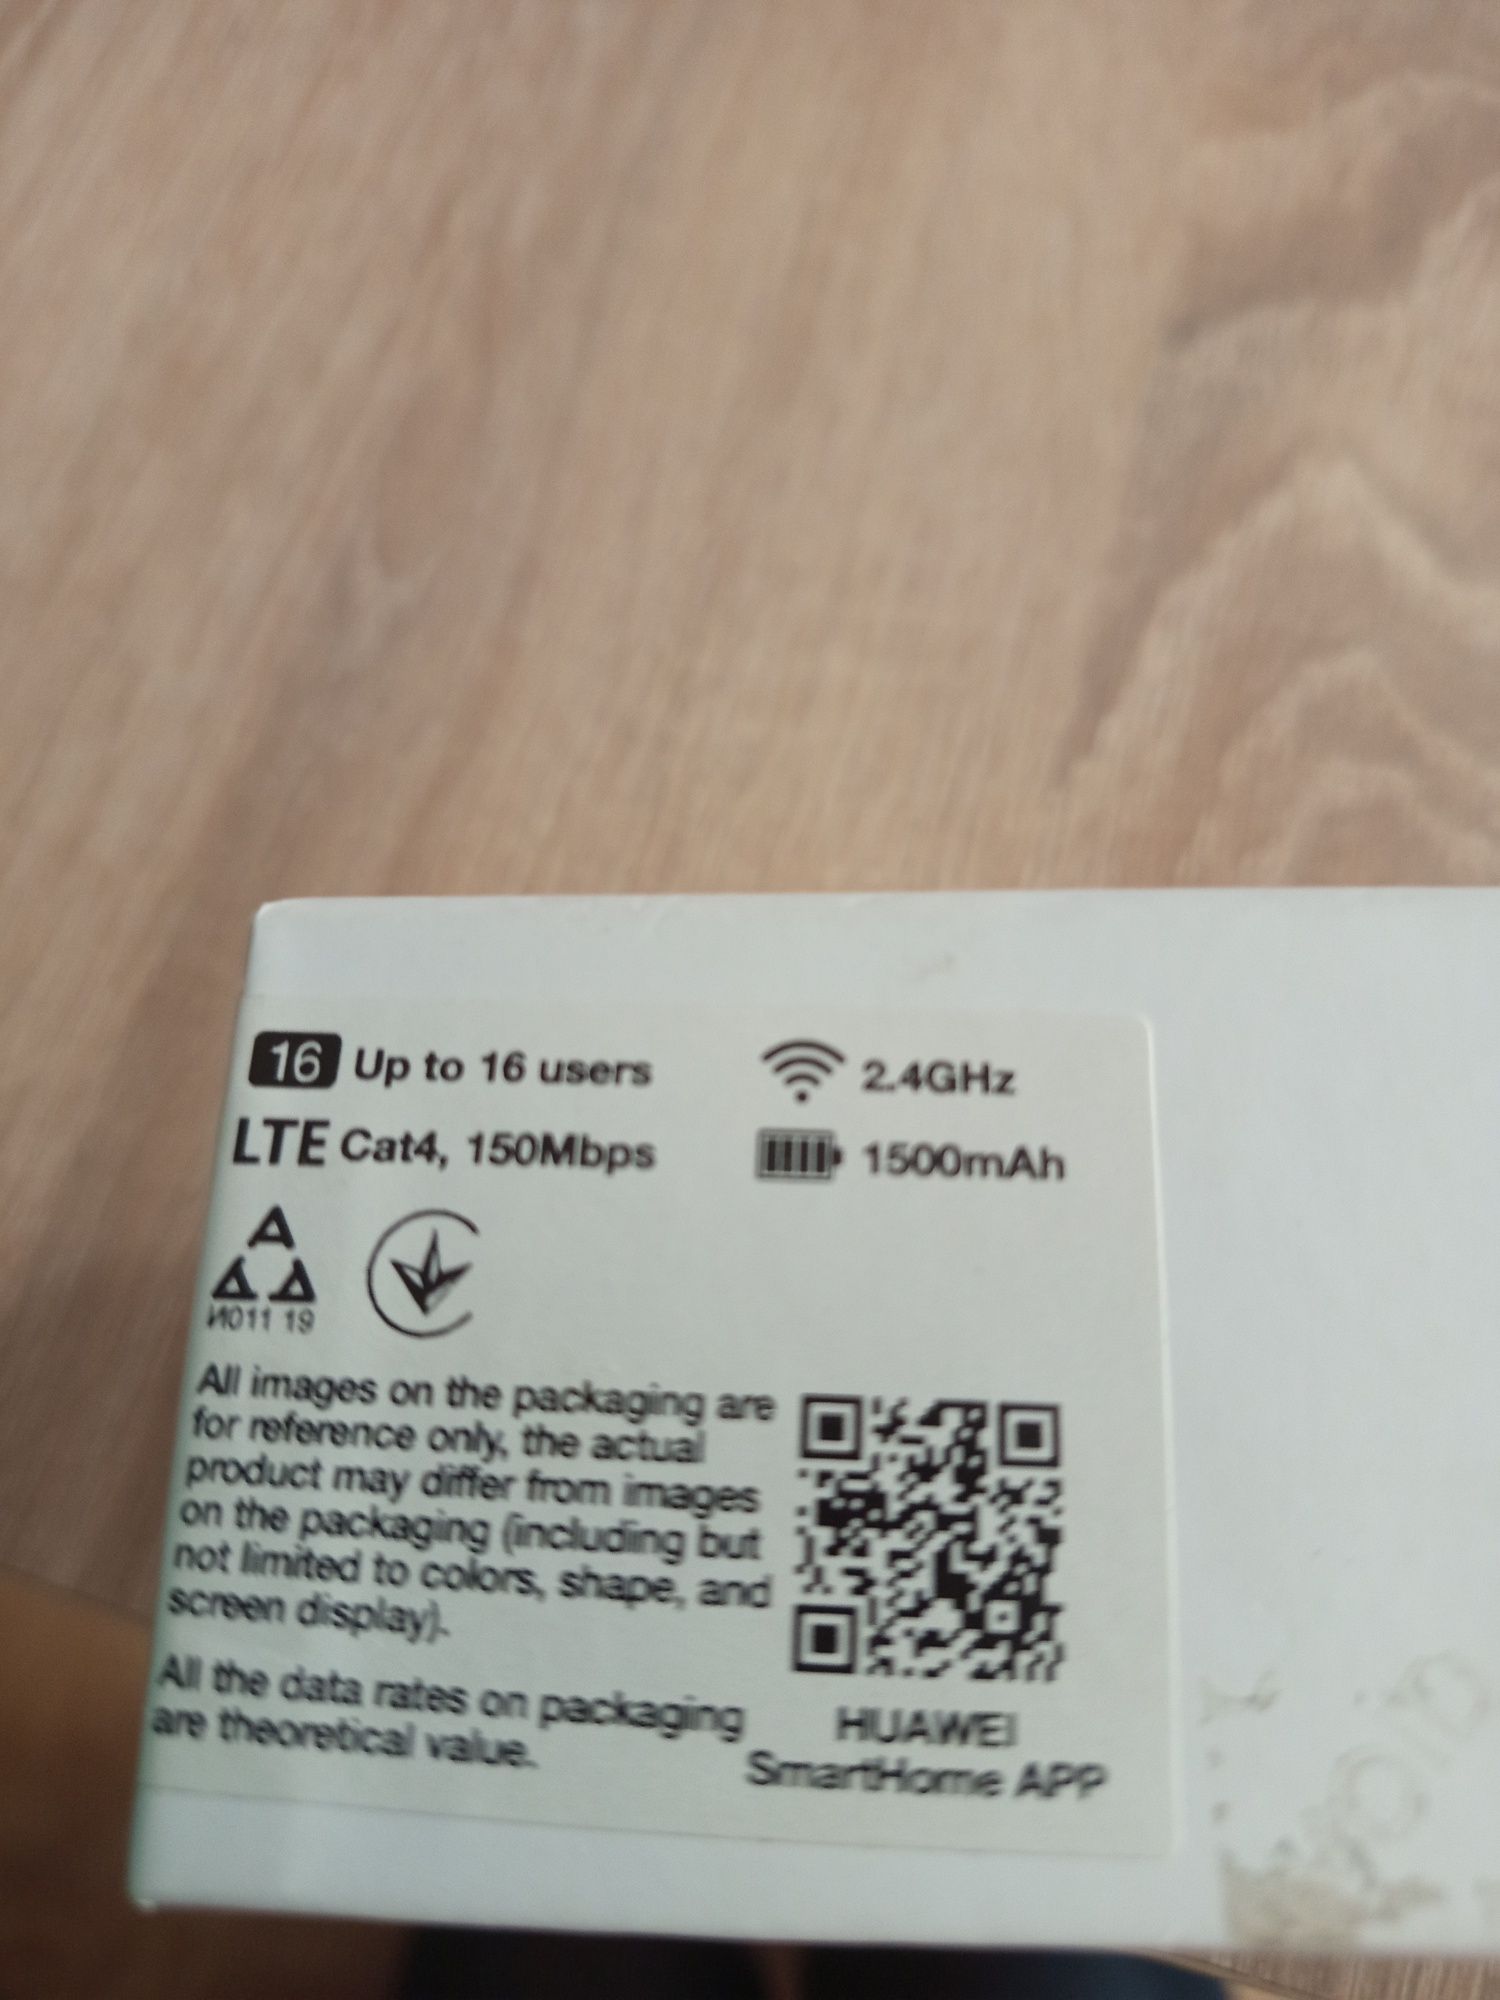 16 Up to 16 users
2.4GHz
LTE Cat4, 150Mbps
1500mAh
И011 19
All images on the packaging are
for reference only, the actual
product may differ from images
on the packaging (including but
not limited to colors, shape, and
screen display).
All the data rates on packaging
are theoretical value.
HUAWEI
SmartHome APP